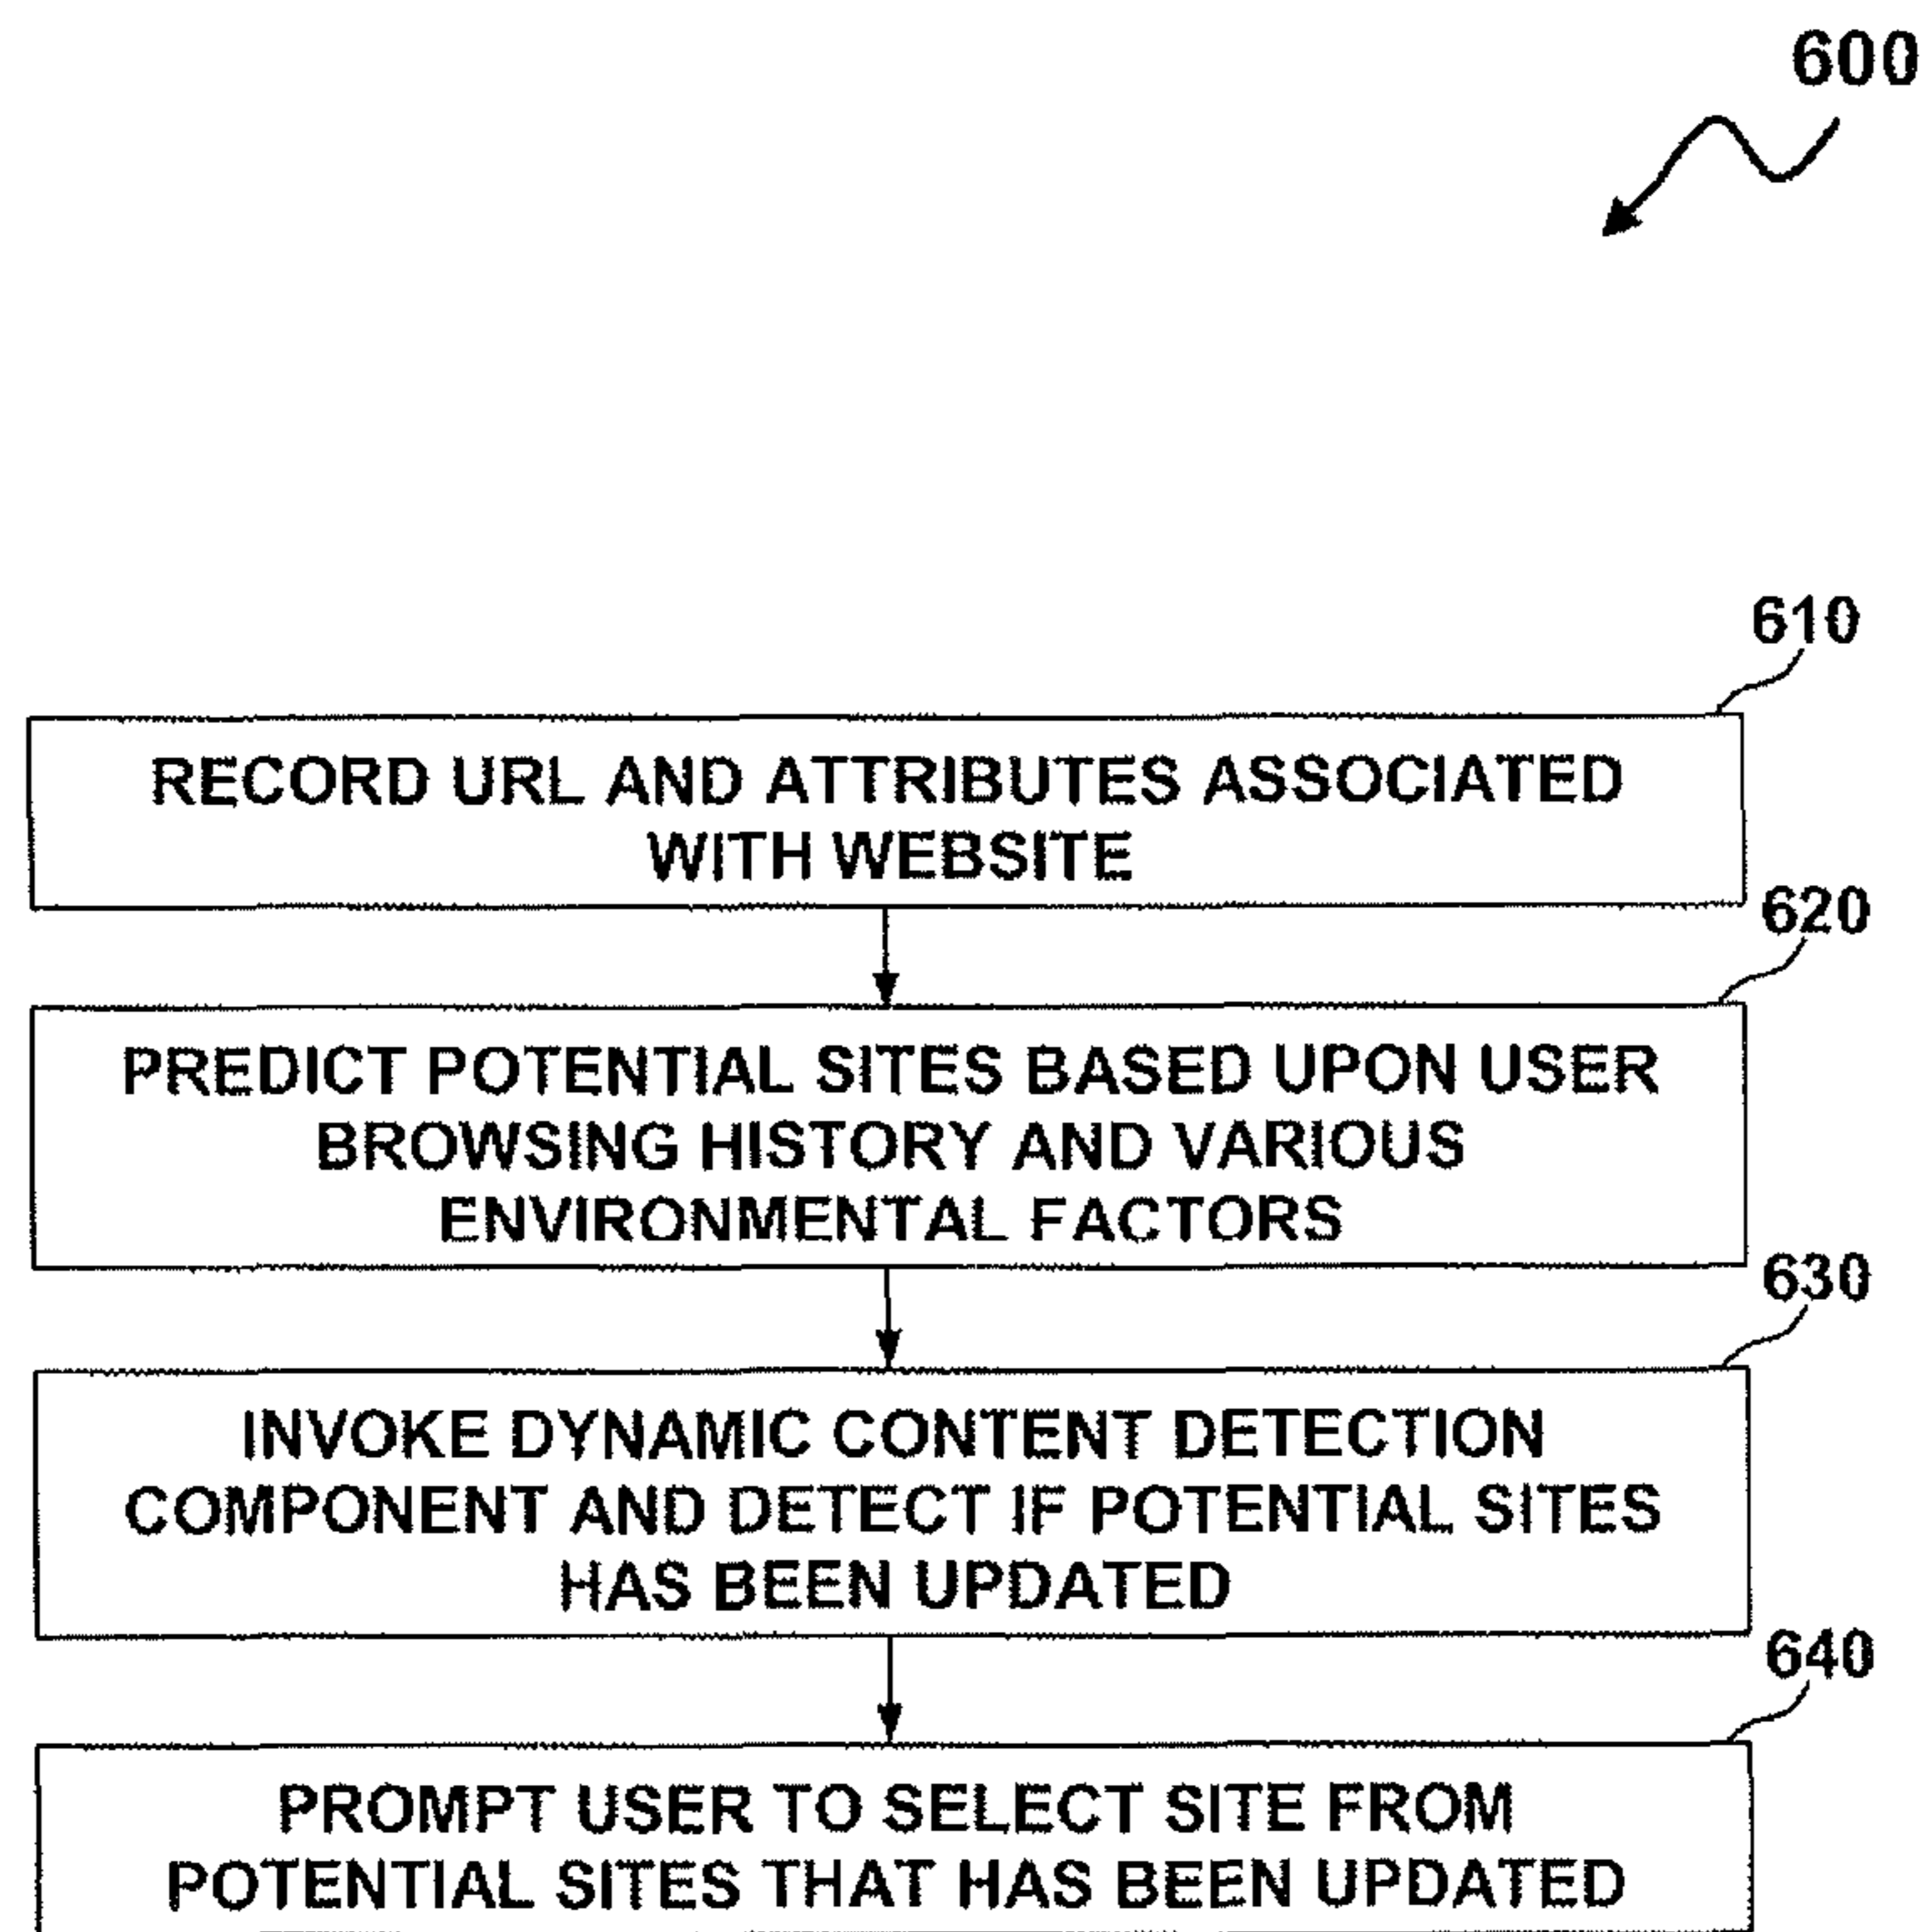 600
610
RECORD URL AND ATTRIBUTES ASSOCIATED
WITH WEBSITE
620
PREDICT POTENTIAL SITES BASED UPON USER
BROWSING HISTORY AND VARIOUS
ENVIRONMENTAL FACTORS
630
INVOKE DYNAMIC CONTENT DETECTION
COMPONENT AND DETECT IF POTENTIAL SITES
HAS BEEN UPDATED
640
PROMPT USER TO SELECT SITE FROM
POTENTIAL SITES THAT HAS BEEN UPDATED